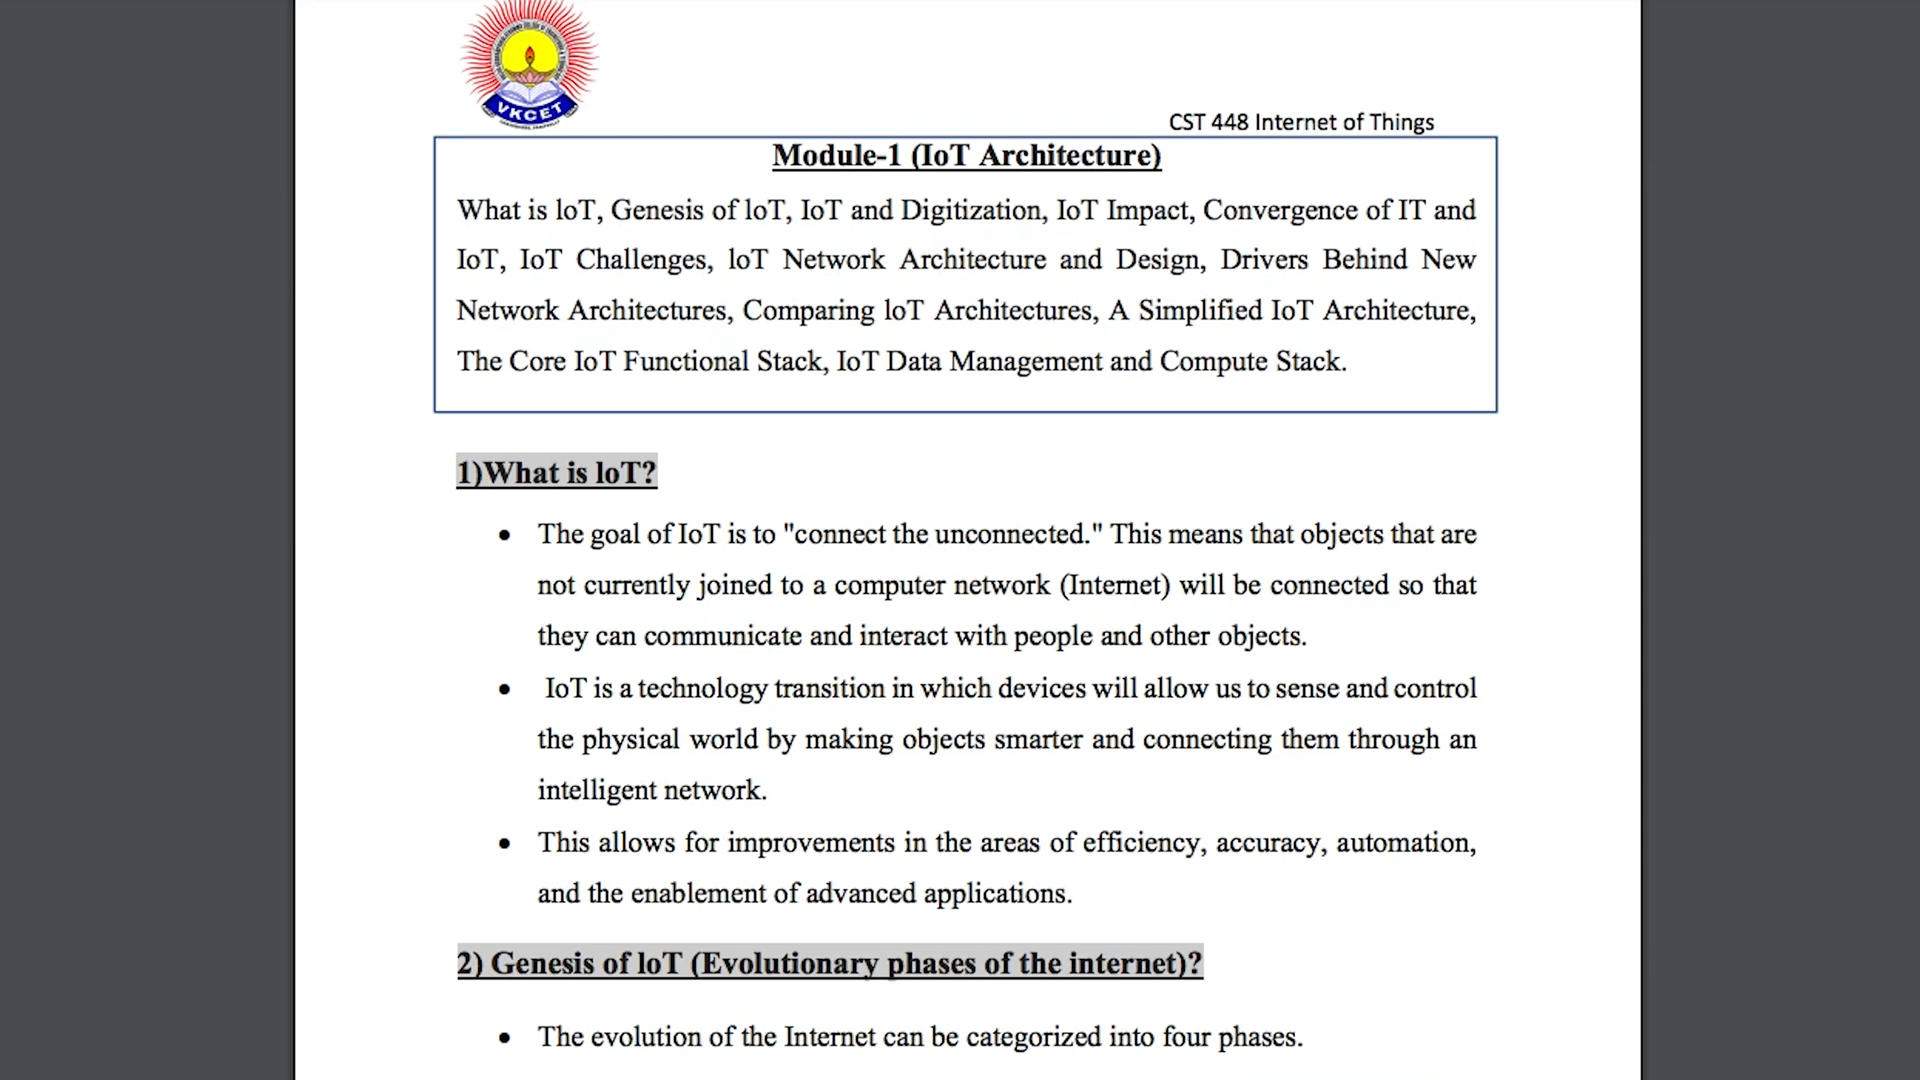 VKCET
CST 448 Internet of Things
Module-1 (IoT Architecture)
What is loT, Genesis of loT, IoT and Digitization, IoT Impact, Convergence of IT and
IoT, IoT Challenges, loT Network Architecture and Design, Drivers Behind New
Network Architectures, Comparing loT Architectures, A Simplified IoT Architecture,
The Core IoT Functional Stack, IoT Data Management and Compute Stack.
1)What is loT?
• The goal of IoT is to "connect the unconnected." This means that objects that are
not currently joined to a computer network (Internet) will be connected so that
they can communicate and interact with people and other objects.
• IoT is a technology transition in which devices will allow us to sense and control
the physical world by making objects smarter and connecting them through an
intelligent network.
• This allows for improvements in the areas of efficiency, accuracy, automation,
and the enablement of advanced applications.
2) Genesis of loT (Evolutionary phases of the internet)?
• The evolution of the Internet can be categorized into four phases.